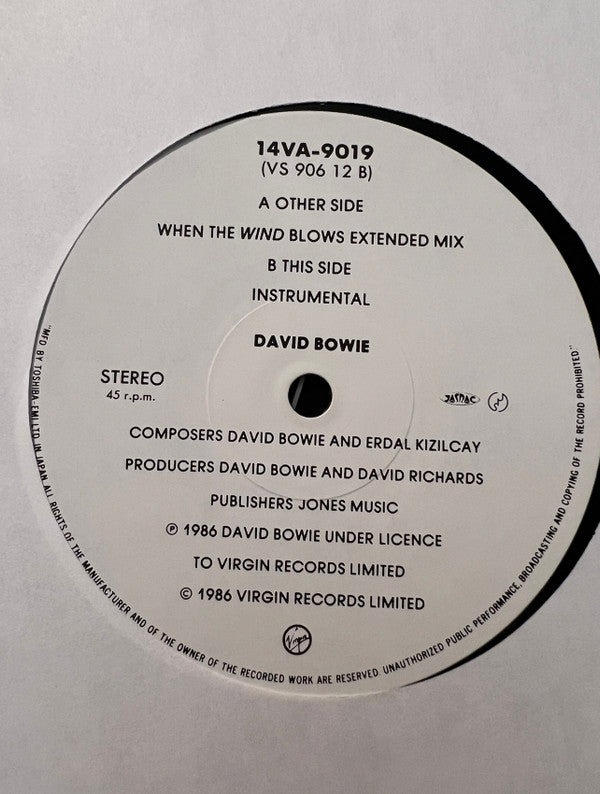 14VA-9019
(VS 906 12 B)
A OTHER SIDE
WHEN THE WIND BLOWS EXTENDED MIX
B THIS SIDE
INSTRUMENTAL
DAVID BOWIE
STEREO
45 r.p.m.
JASRAC
COMPOSERS DAVID BOWIE AND ERDAL KIZILCAY
PRODUCERS DAVID BOWIE AND DAVID RICHARDS
PUBLISHERS JONES MUSIC
℗ 1986 DAVID BOWIE UNDER LICENCE
TO VIRGIN RECORDS LIMITED
© 1986 VIRGIN RECORDS LIMITED
Virgin
"MFD BY TOSHIBA-EMI LTD. IN JAPAN ALL RIGHTS OF THE MANUFACTURER AND OF THE OWNER OF THE RECORDED WORK ARE RESERVED. UNAUTHORIZED PUBLIC PERFORMANCE, BROADCASTING AND COPYING OF THE RECORD PROHIBITED."